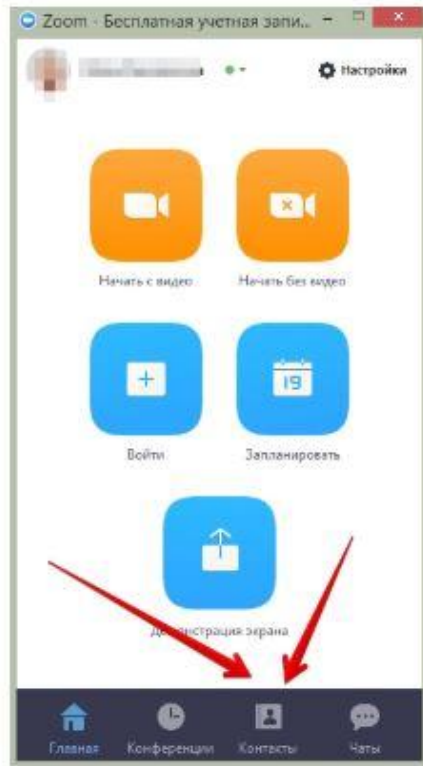 Zoom - Бесплатная учетная запи...
Настройки
Начать с видео
Начать без видео
19
Войти
Запланировать
Демонстрация экрана
Главная
Конференции
Контакты
Чаты